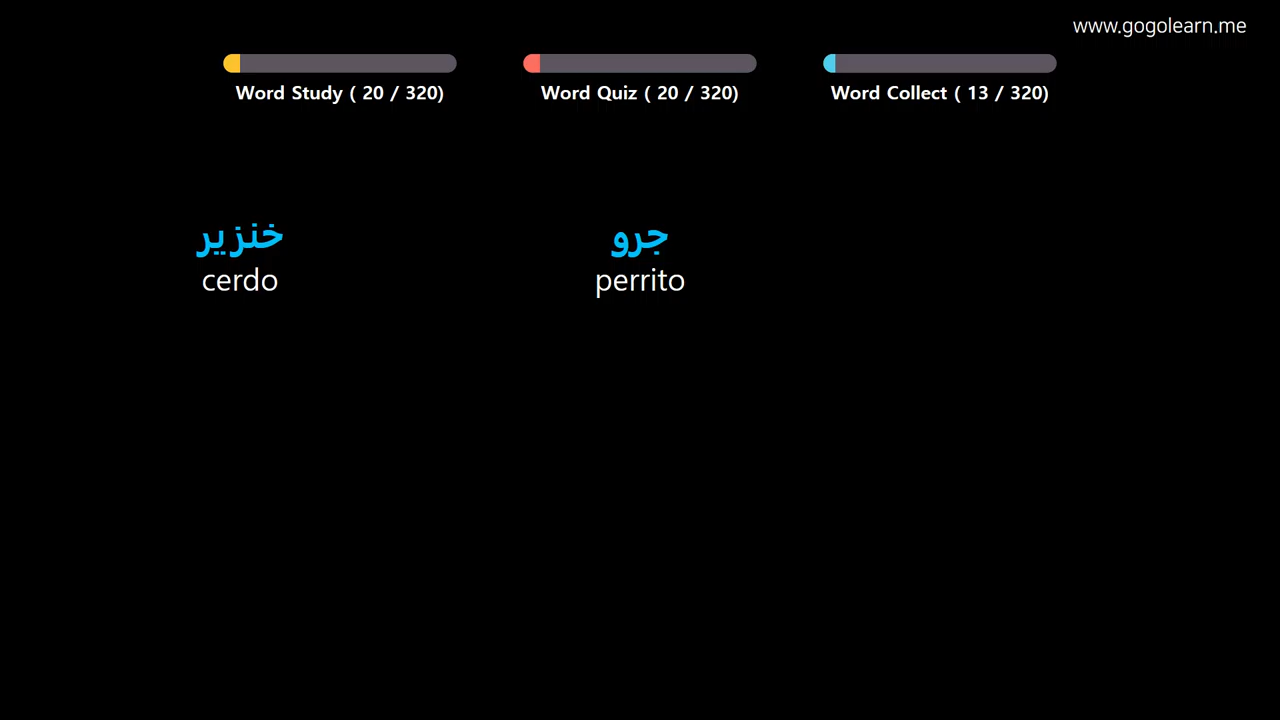 www.gogolearn.me
Word Study ( 20 / 320)
Word Quiz ( 20 / 320)
Word Collect ( 13 / 320)
خنزير
cerdo
جرو
perrito